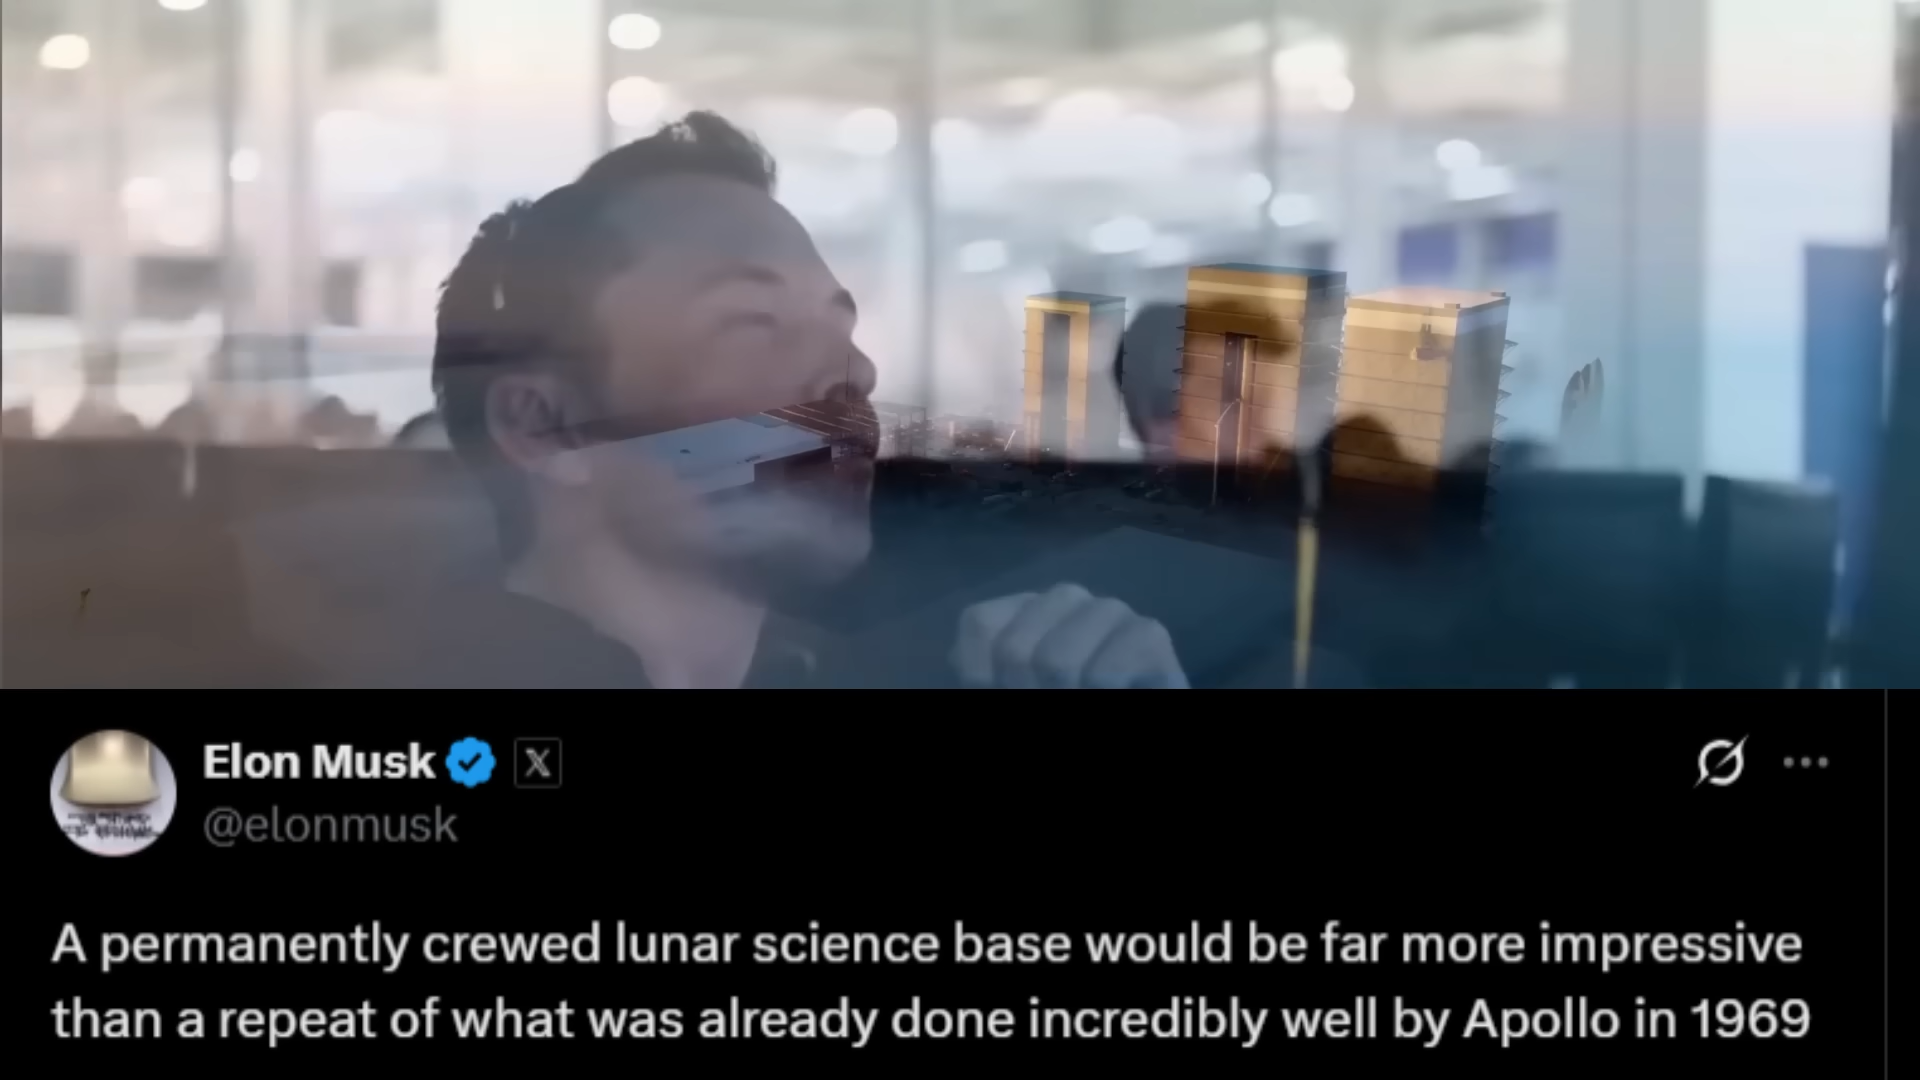 Elon Musk
@elonmusk
A permanently crewed lunar science base would be far more impressive
than a repeat of what was already done incredibly well by Apollo in 1969